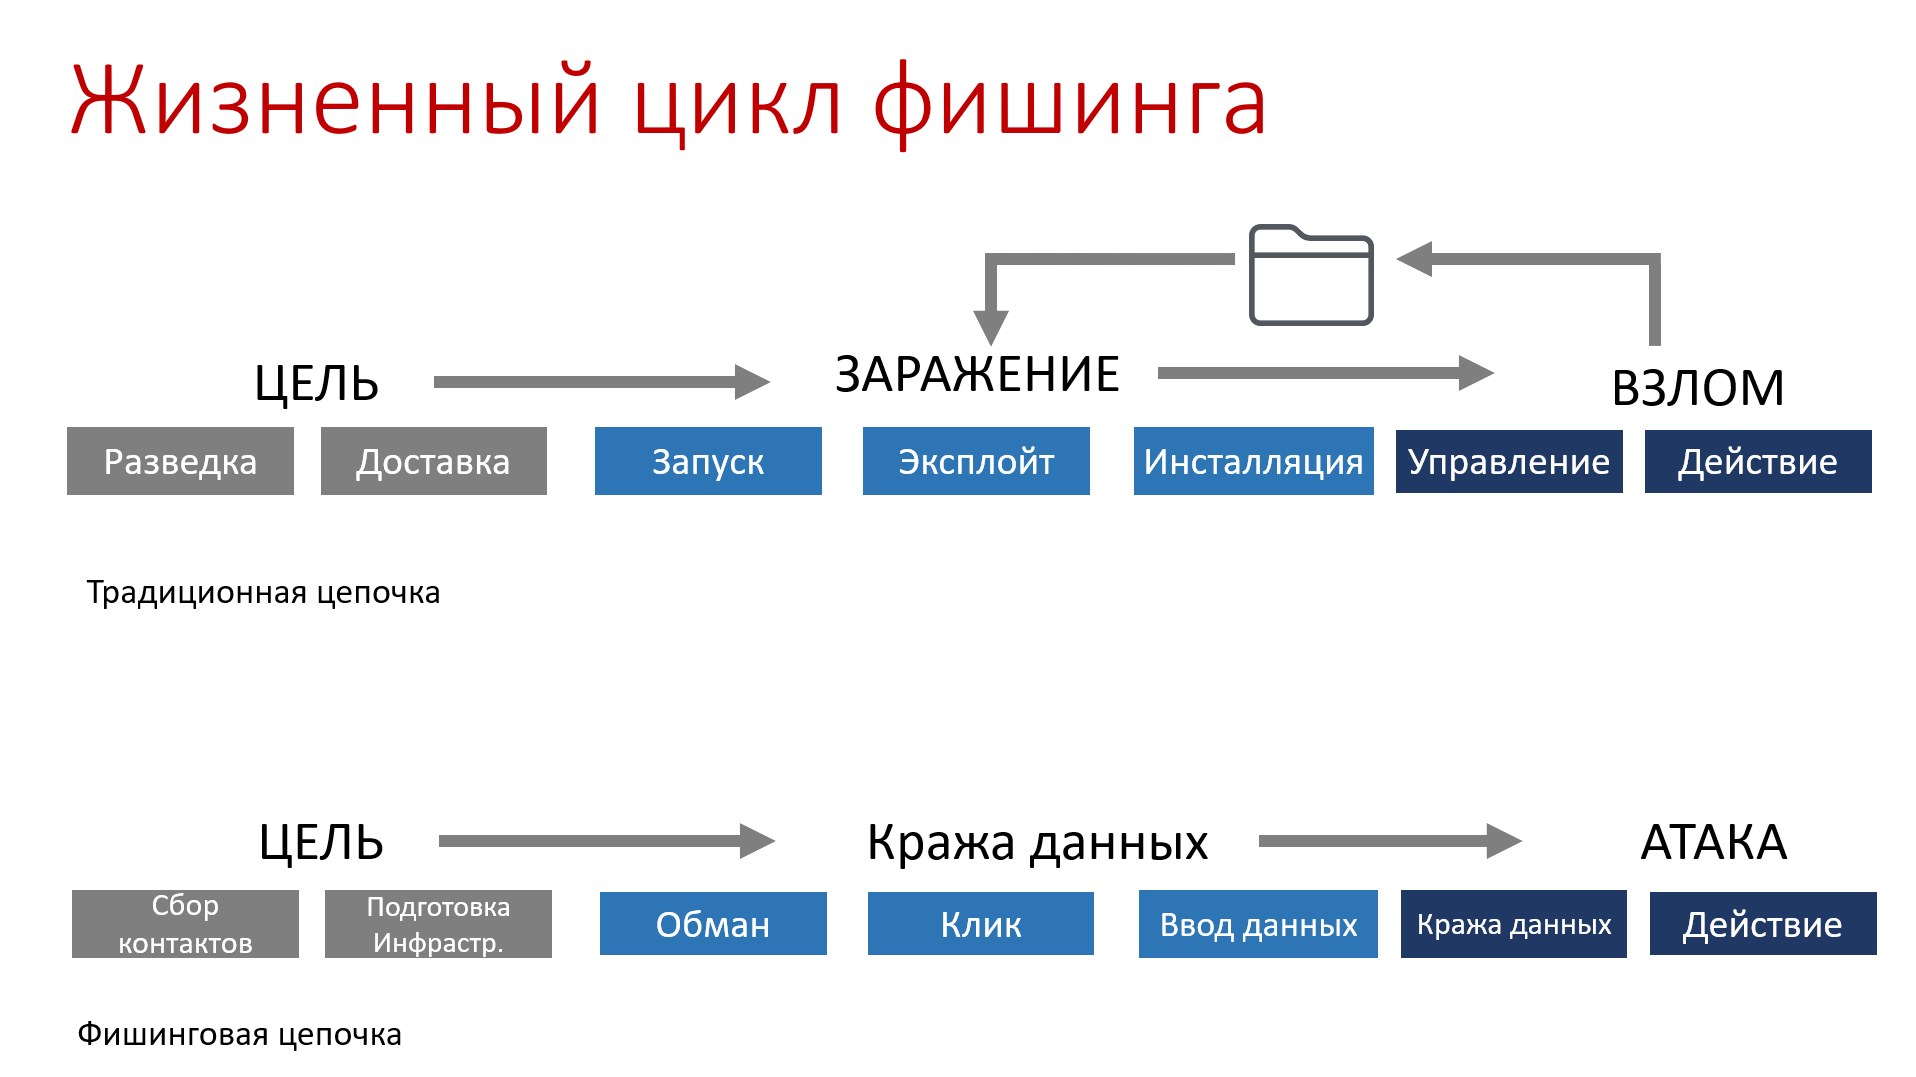 Жизненный цикл фишинга
ЦЕЛЬ
ЗАРАЖЕНИЕ
ВЗЛОМ
Разведка
Доставка
Запуск
Эксплойт
Инсталляция
Управление
Действие
Традиционная цепочка
ЦЕЛЬ
Кража данных
АТАКА
Сбор
контактов
Подготовка
Инфрастр.
Обман
Клик
Ввод данных
Кража данных
Действие
Фишинговая цепочка